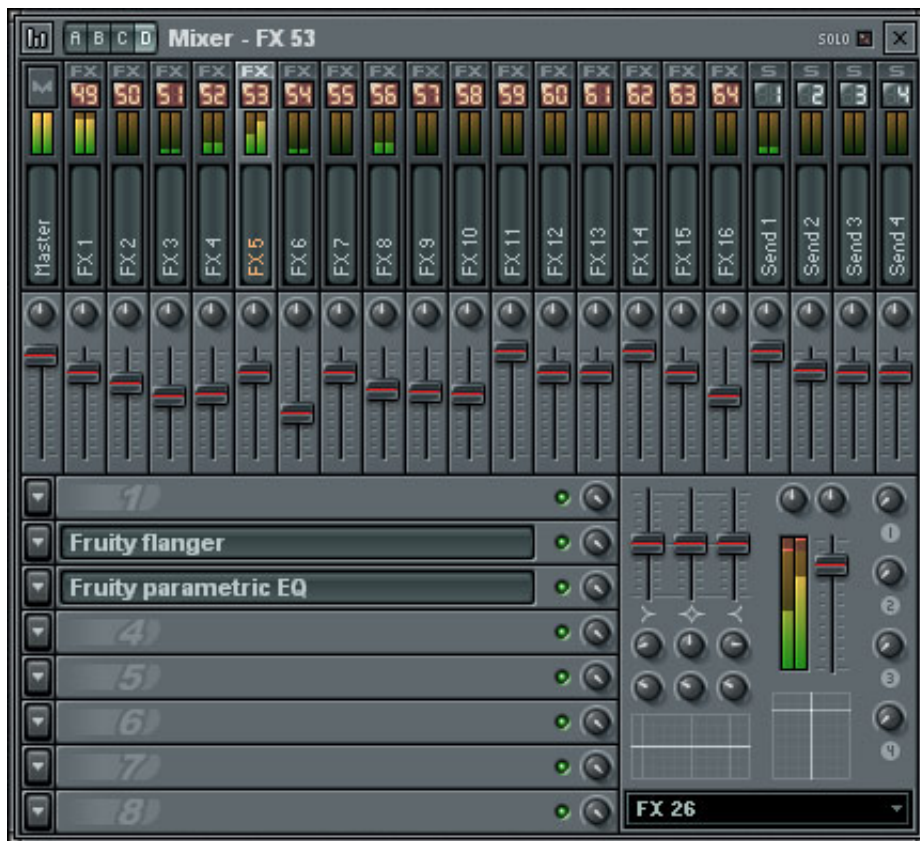 A B C D Mixer - FX 53 SOLO
FX FX FX FX FX FX FX FX FX FX FX FX FX FX FX FX S S S S
49 50 51 52 53 54 55 56 57 58 59 60 61 62 63 64 1 2 3 4
Master FX 1 FX 2 FX 3 FX 4 FX 5 FX 6 FX 7 FX 8 FX 9 FX 10 FX 11 FX 12 FX 13 FX 14 FX 15 FX 16 Send 1 Send 2 Send 3 Send 4
1
Fruity flanger
Fruity parametric EQ
4
5
6
7
8
1
2
3
4
FX 26